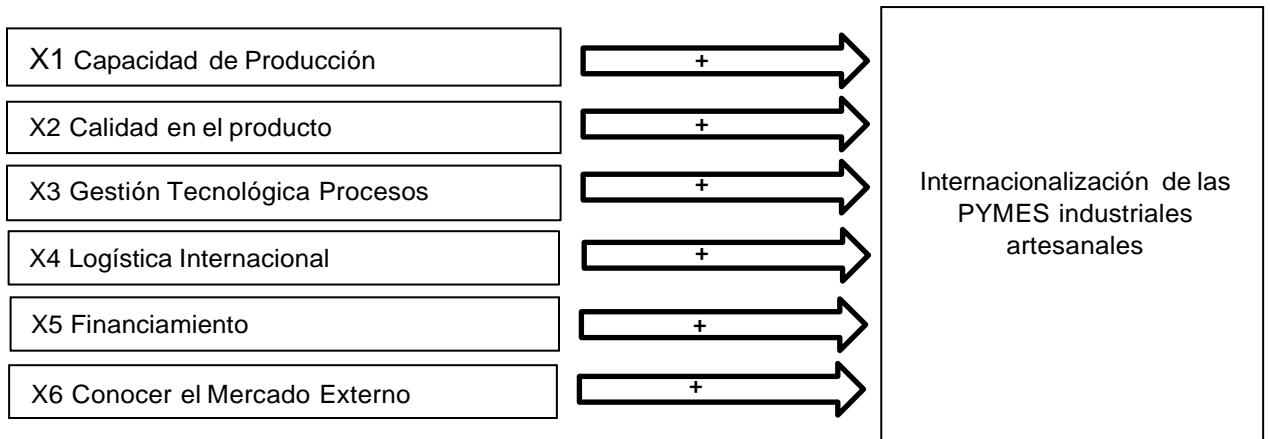 X1 Capacidad de Producción
+
X2 Calidad en el producto
+
X3 Gestión Tecnológica Procesos
+
X4 Logística Internacional
+
X5 Financiamiento
+
X6 Conocer el Mercado Externo
+
Internacionalización de las
PYMES industriales
artesanales